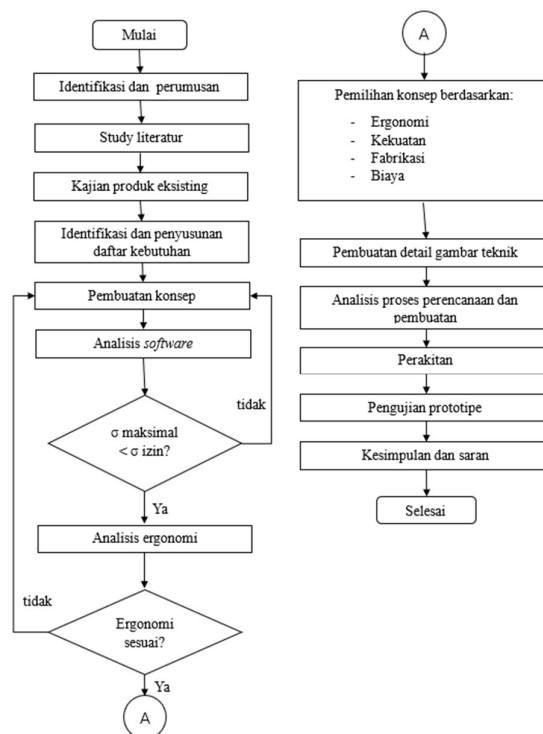 Mulai
Identifikasi dan perumusan
Study literatur
Kajian produk eksisting
Identifikasi dan penyusunan
daftar kebutuhan
Pembuatan konsep
Analisis software
tidak
σ maksimal
< σ izin?
Ya
Analisis ergonomi
tidak
Ergonomi
sesuai?
Ya
A
A
Pemilihan konsep berdasarkan:
- Ergonomi
- Kekuatan
- Fabrikasi
- Biaya
Pembuatan detail gambar teknik
Analisis proses perencanaan dan
pembuatan
Perakitan
Pengujian prototipe
Kesimpulan dan saran
Selesai